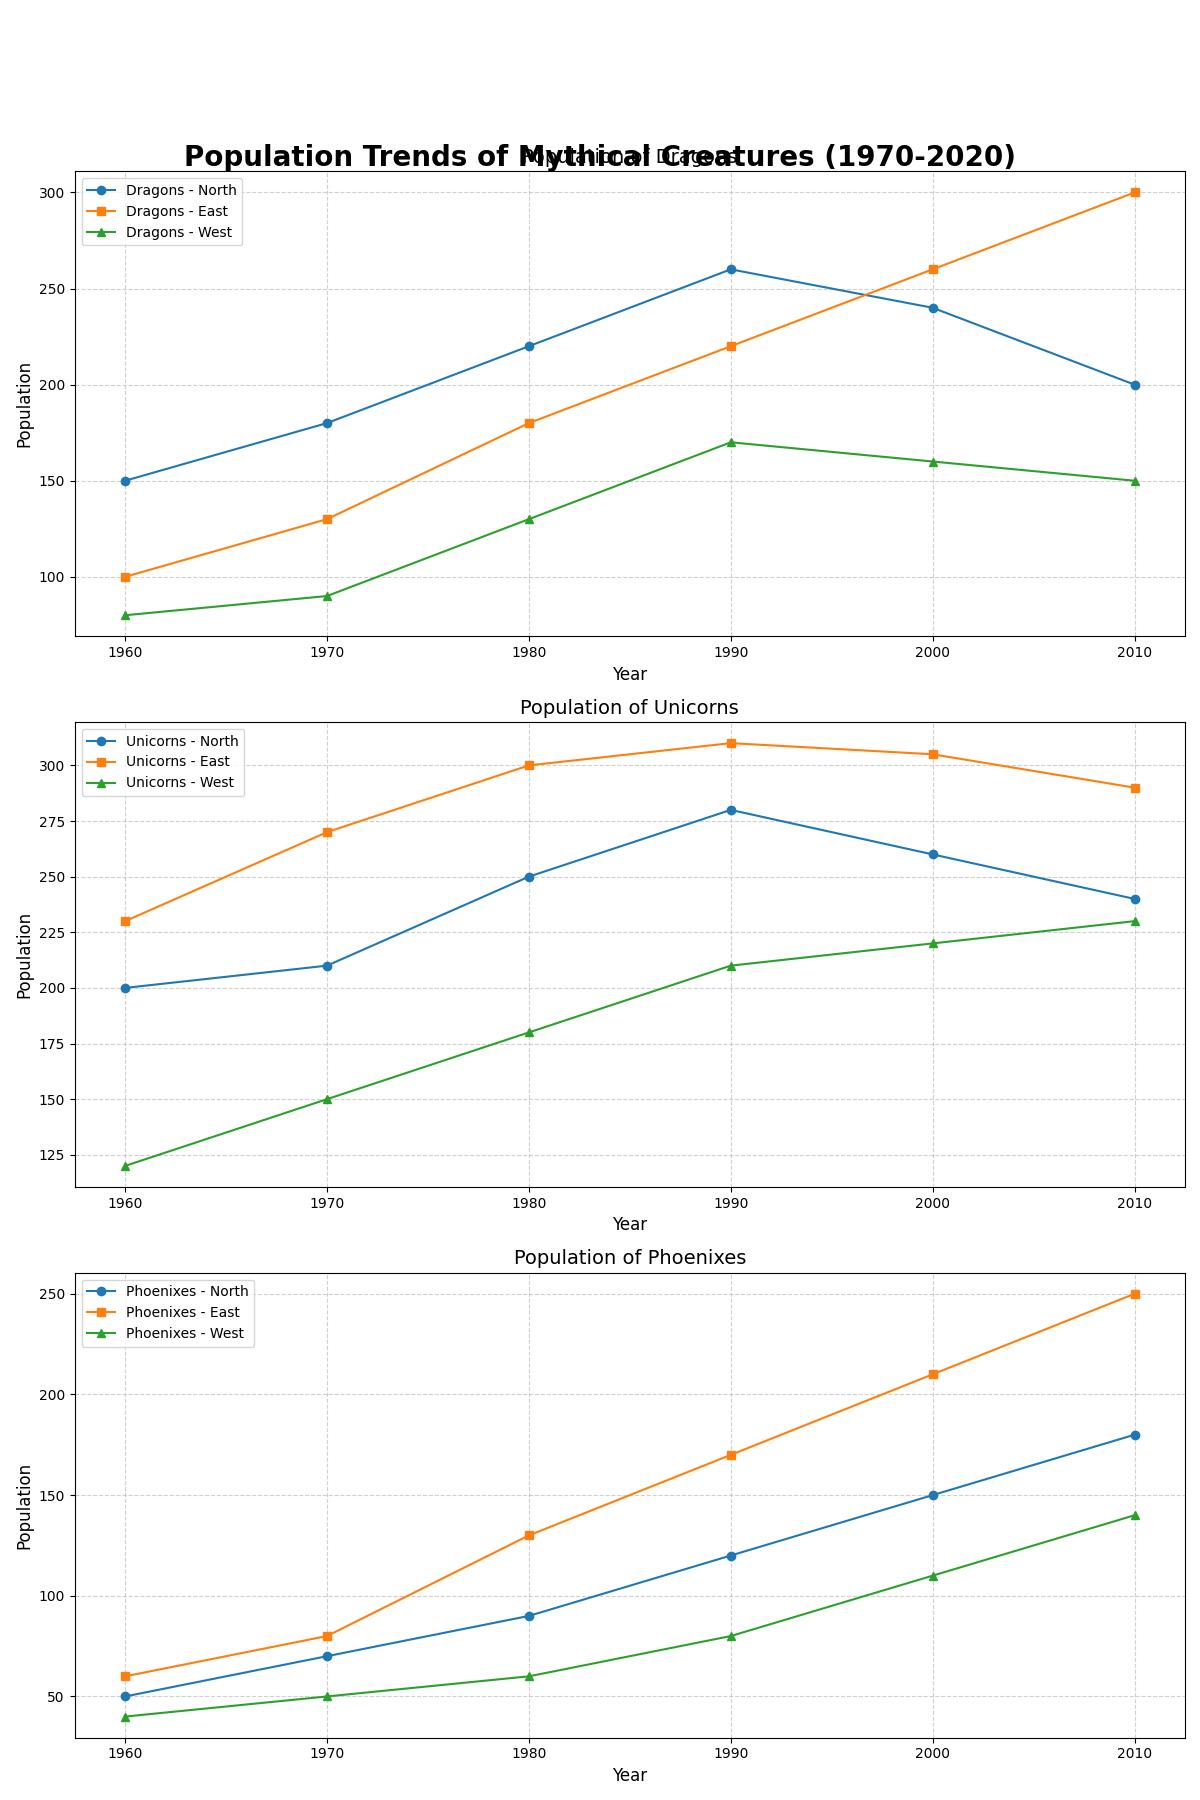 Population Trends of Mythical Creatures (1970-2020)
Population of Dragons
Dragons - North
Dragons - East
Dragons - West
300
250
200
150
100
Population
1960 1970 1980 1990 2000 2010
Year
Population of Unicorns
Unicorns - North
Unicorns - East
Unicorns - West
300
275
250
225
200
175
150
125
Population
1960 1970 1980 1990 2000 2010
Year
Population of Phoenixes
Phoenixes - North
Phoenixes - East
Phoenixes - West
250
200
150
100
50
Population
1960 1970 1980 1990 2000 2010
Year